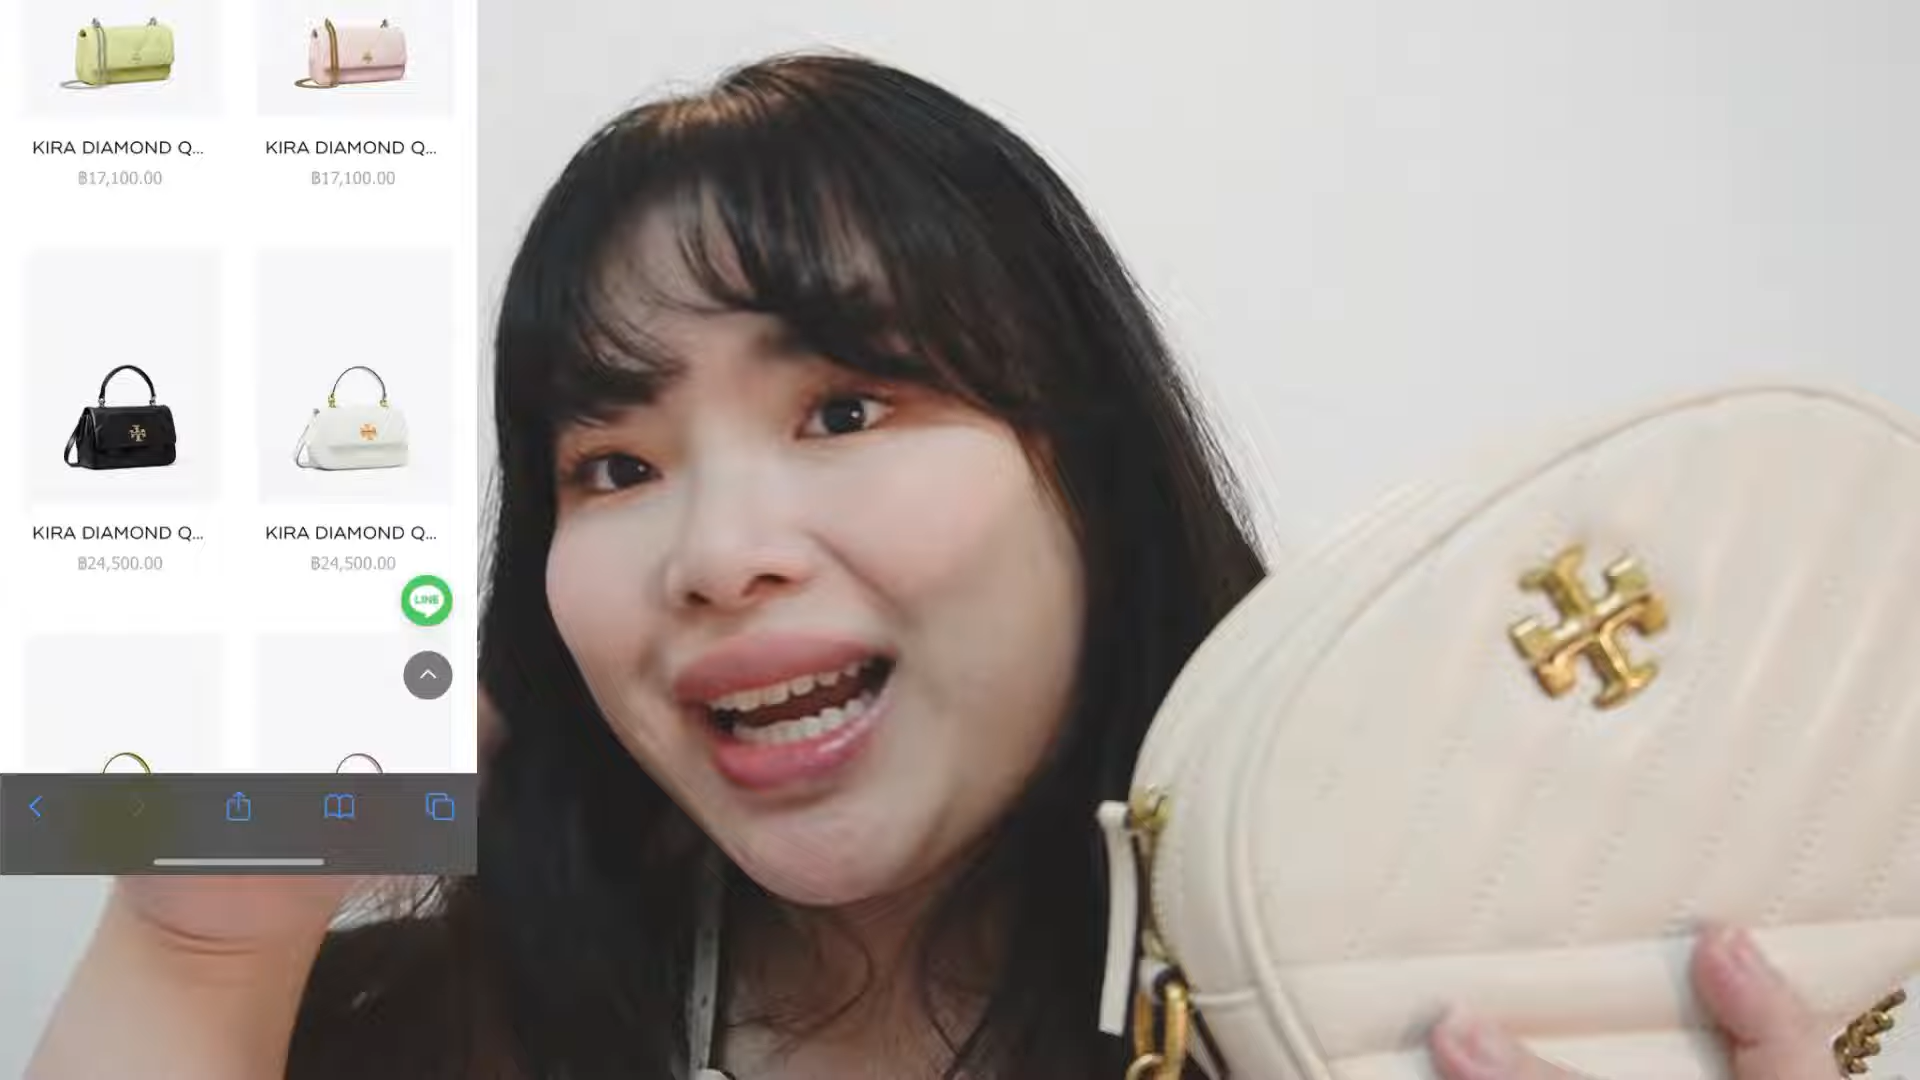 KIRA DIAMOND Q...
KIRA DIAMOND Q...
฿17,100.00
฿17,100.00
KIRA DIAMOND Q...
KIRA DIAMOND Q...
฿24,500.00
฿24,500.00
LINE